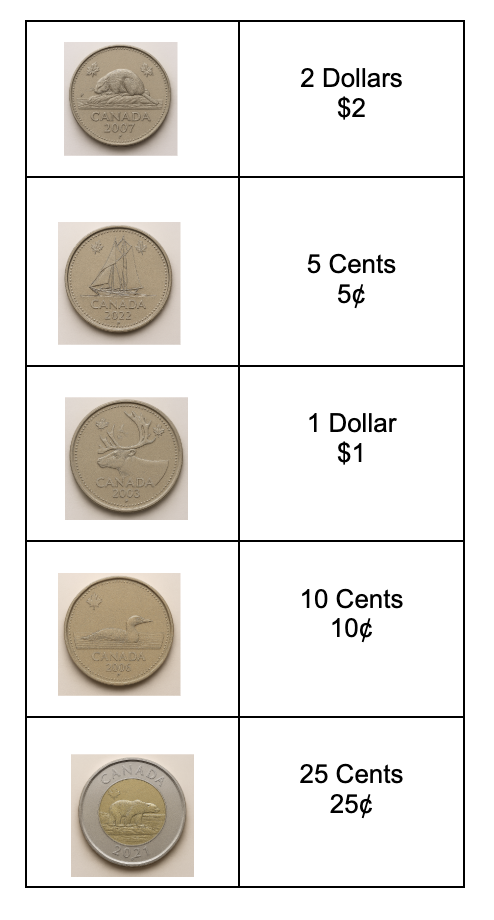 CANADA
2007
2 Dollars
$2
CANADA
2022
5 Cents
5¢
CANADA
1 Dollar
$1
CANADA
2006
10 Cents
10¢
CANADA
2021
25 Cents
25¢